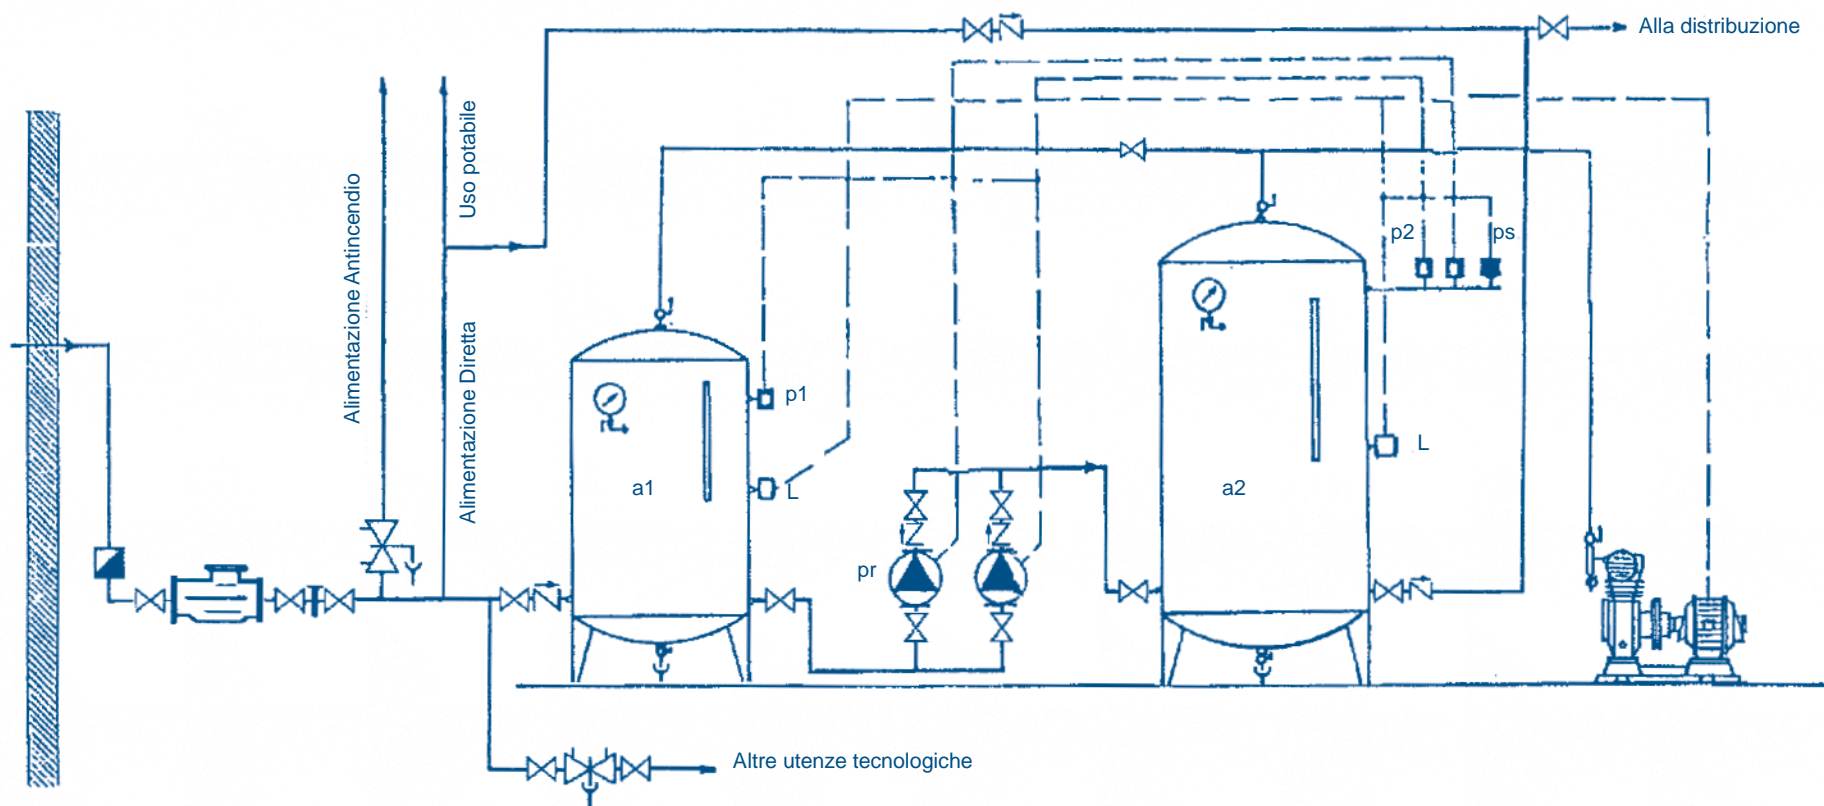 Alla distribuzione
Uso potabile
Alimentazione Antincendio
Alimentazione Diretta
p2
ps
p1
L
L
a1
a2
pr
Altre utenze tecnologiche